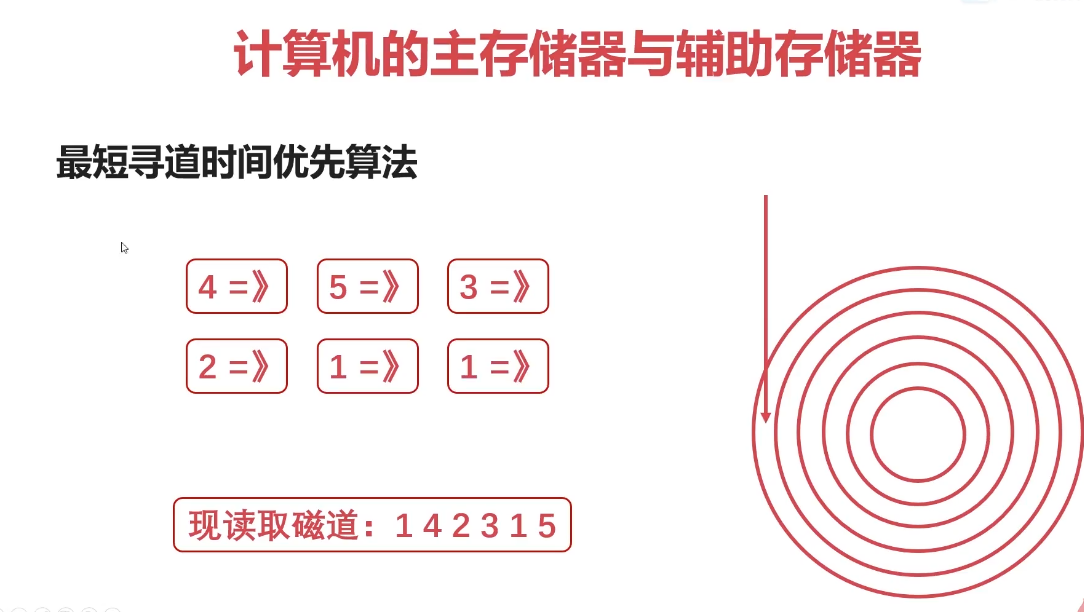 计算机的主存储器与辅助存储器
最短寻道时间优先算法
4 =》 5 =》 3 =》
2 =》 1 =》 1 =》
现读取磁道：1 4 2 3 1 5